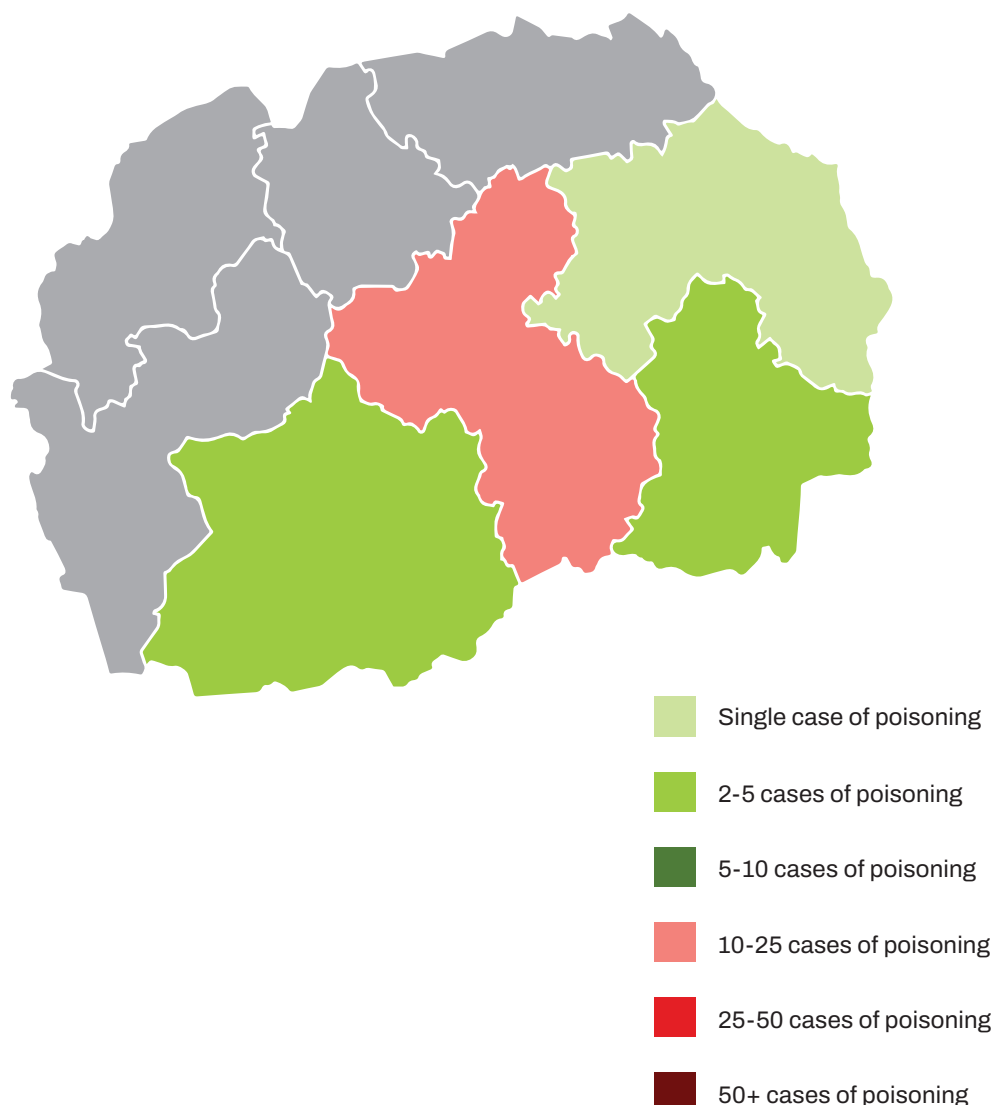 Single case of poisoning
2-5 cases of poisoning
5-10 cases of poisoning
10-25 cases of poisoning
25-50 cases of poisoning
50+ cases of poisoning